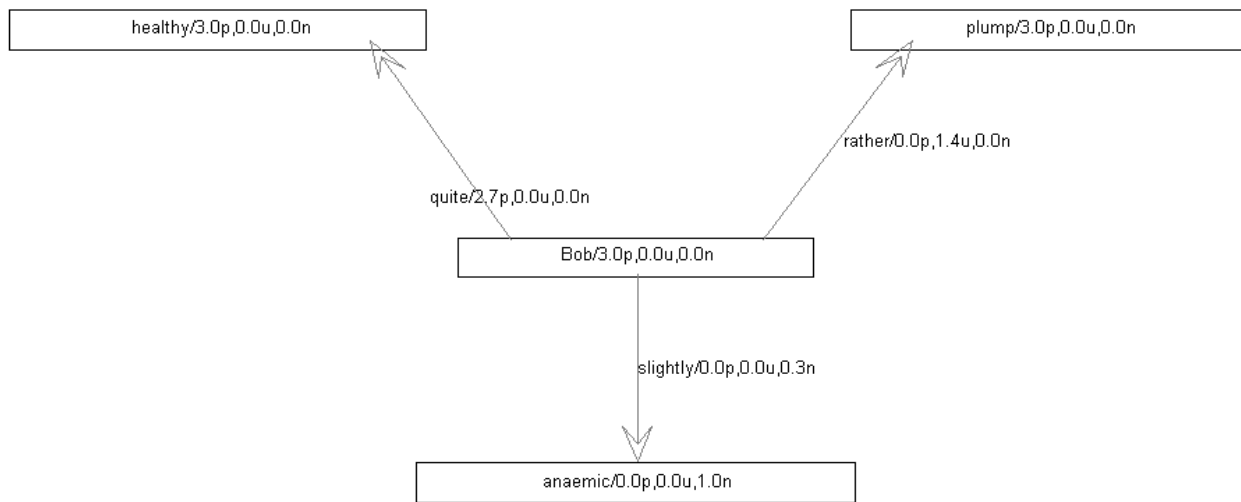 healthy/3.0p,0.0u,0.0n
plump/3.0p,0.0u,0.0n
rather/0.0p,1.4u,0.0n
quite/2.7p,0.0u,0.0n
Bob/3.0p,0.0u,0.0n
slightly/0.0p,0.0u,0.3n
anaemic/0.0p,0.0u,1.0n